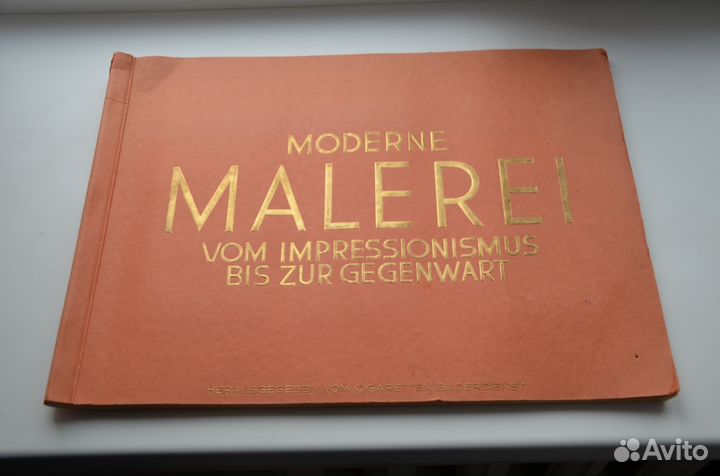 MODERNE
MALEREI
VOM IMPRESSIONISMUS
BIS ZUR GEGENWART
HERAUSGEGEBEN VOM CIGARETTEN-BILDERDIENST
Avito